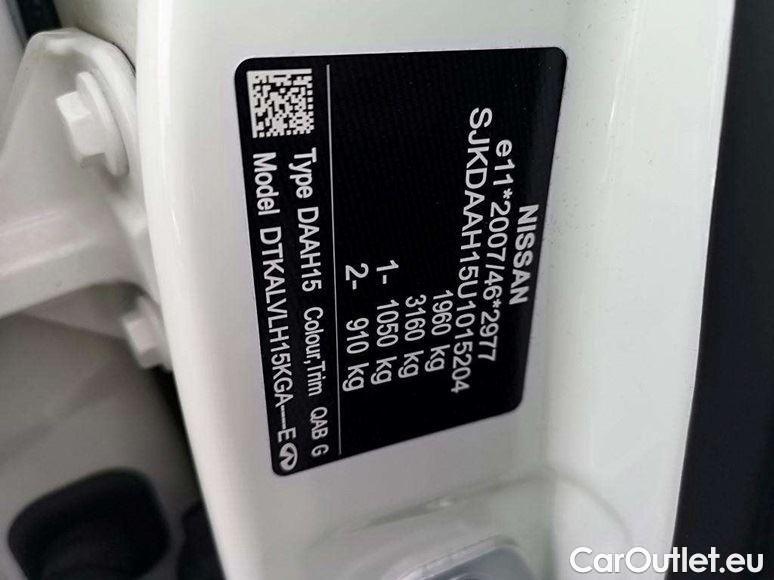 NISSAN
e11*2007/46*2977
SJKDAAH15U1015204
1960 kg
3160 kg
1- 1050 kg
2- 910 kg
Type DAAH15 Colour,Trim QAB G
Model DTKALVLH15KGA----E
CarOutlet.eu